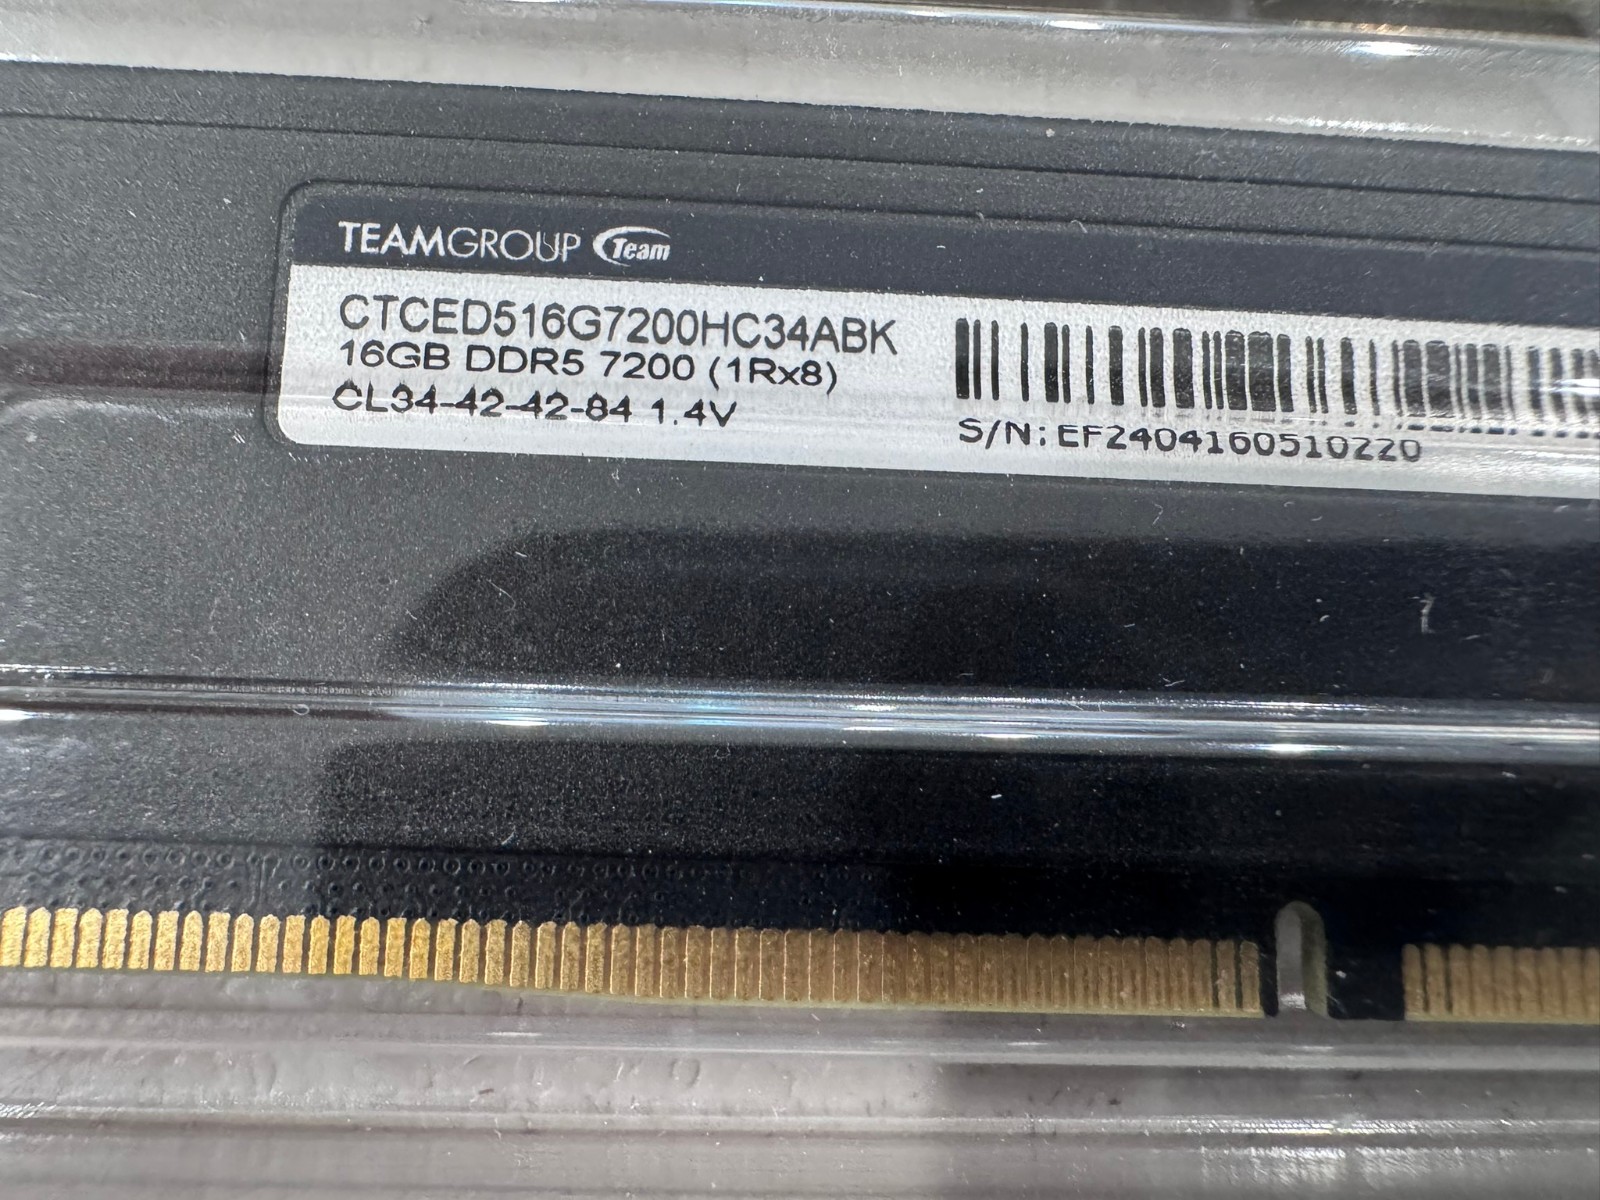 TEAMGROUP Team
CTCED516G7200HC34ABK
16GB DDR5 7200 (1Rx8)
CL34-42-42-84 1.4V
S/N: EF2404160510220